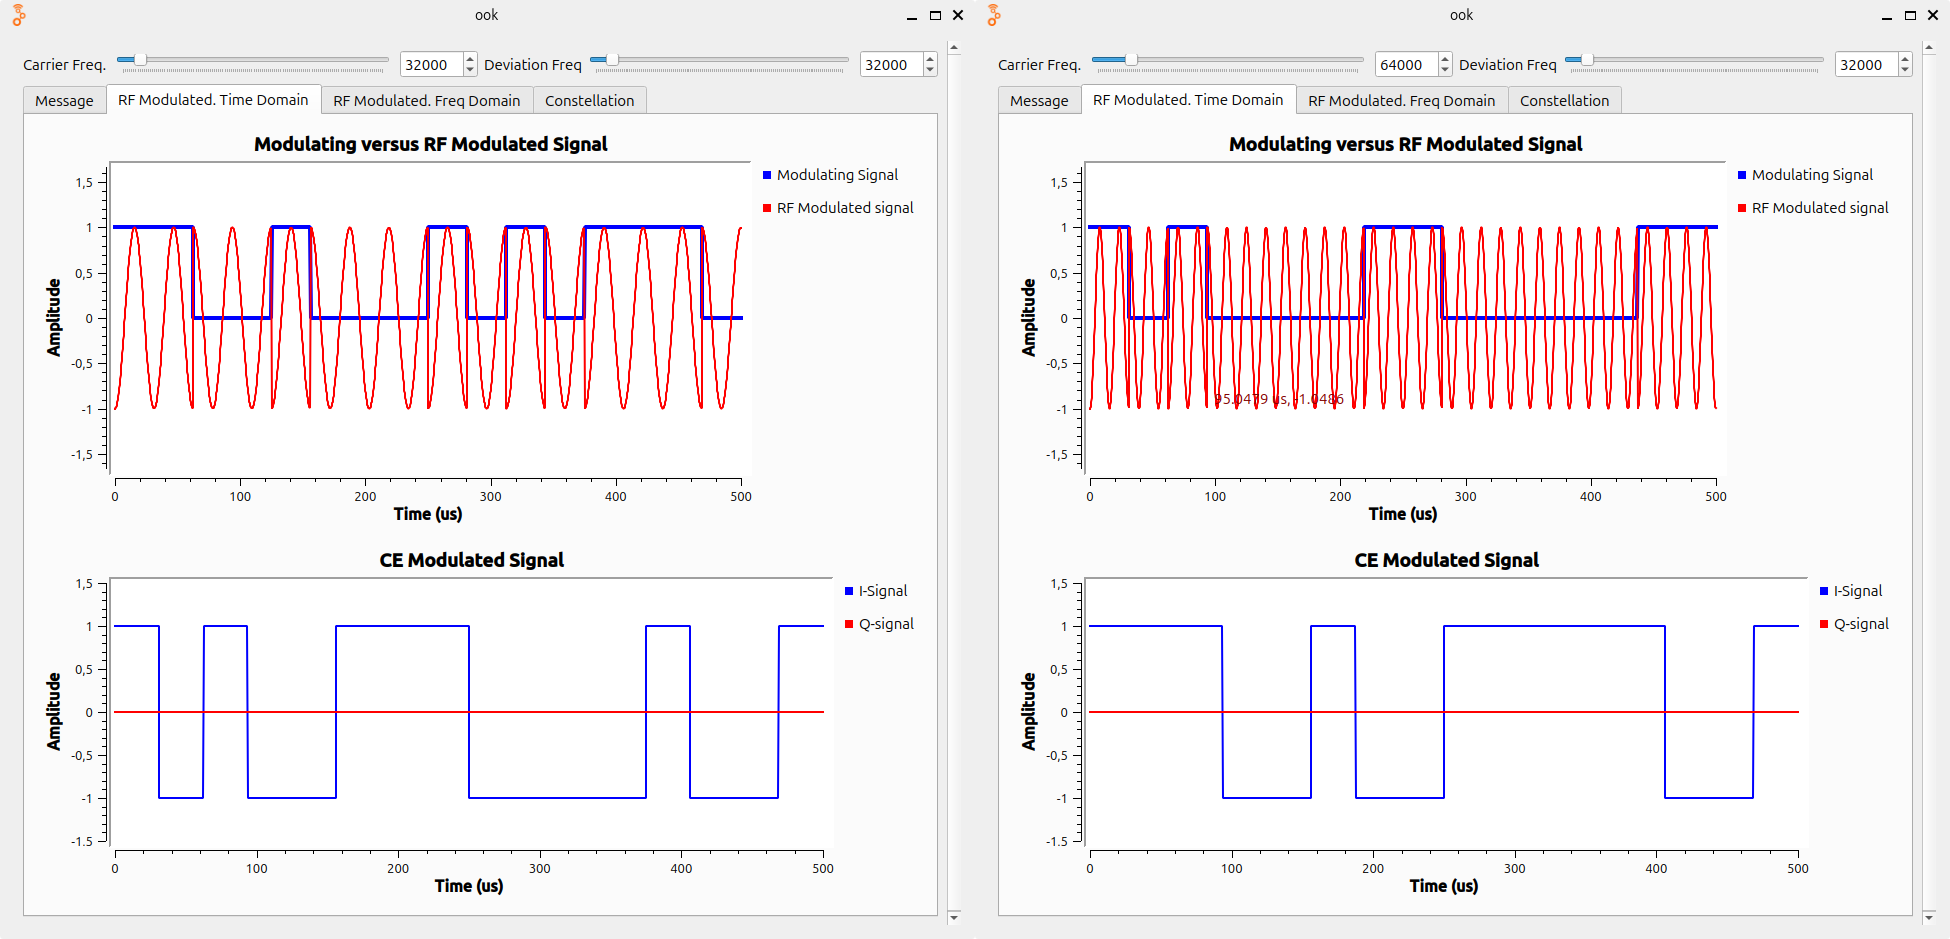 ook
Carrier Freq. 32000 Deviation Freq 32000
Message RF Modulated. Time Domain RF Modulated. Freq Domain Constellation
Modulating versus RF Modulated Signal
Modulating Signal
RF Modulated signal
Amplitude
1,5
1
0,5
0
-0,5
-1
-1,5
0 100 200 300 400 500
Time (us)
CE Modulated Signal
I-Signal
Q-signal
Amplitude
1,5
1
0,5
0
-0,5
-1
-1.5
0 100 200 300 400 500
Time (us)
ook
Carrier Freq. 64000 Deviation Freq 32000
Message RF Modulated. Time Domain RF Modulated. Freq Domain Constellation
Modulating versus RF Modulated Signal
Modulating Signal
RF Modulated signal
Amplitude
1,5
1
0,5
0
-0,5
-1
-1,5
95.0479 us, -1.0486
0 100 200 300 400 500
Time (us)
CE Modulated Signal
I-Signal
Q-signal
Amplitude
1,5
1
0,5
0
-0,5
-1
-1.5
0 100 200 300 400 500
Time (us)